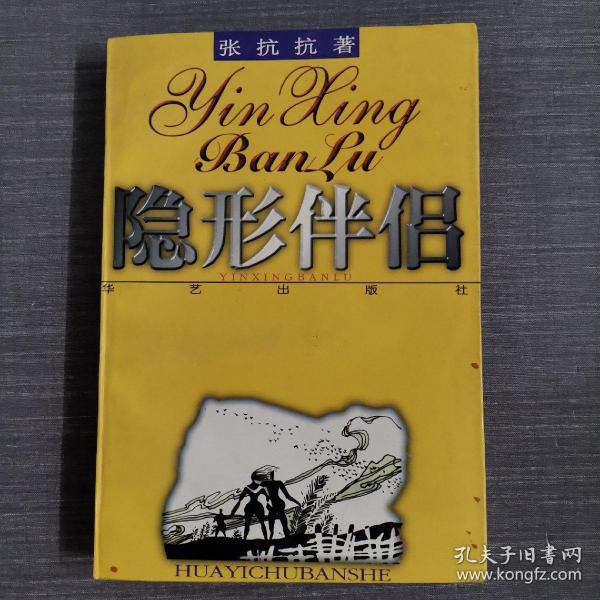 张抗抗著
Yin Xing
Ban Lu
隐形伴侣
YINXINGBANLU
华艺出版社
HUAYICHUBANSHE
孔夫子旧书网
www.kongfz.com